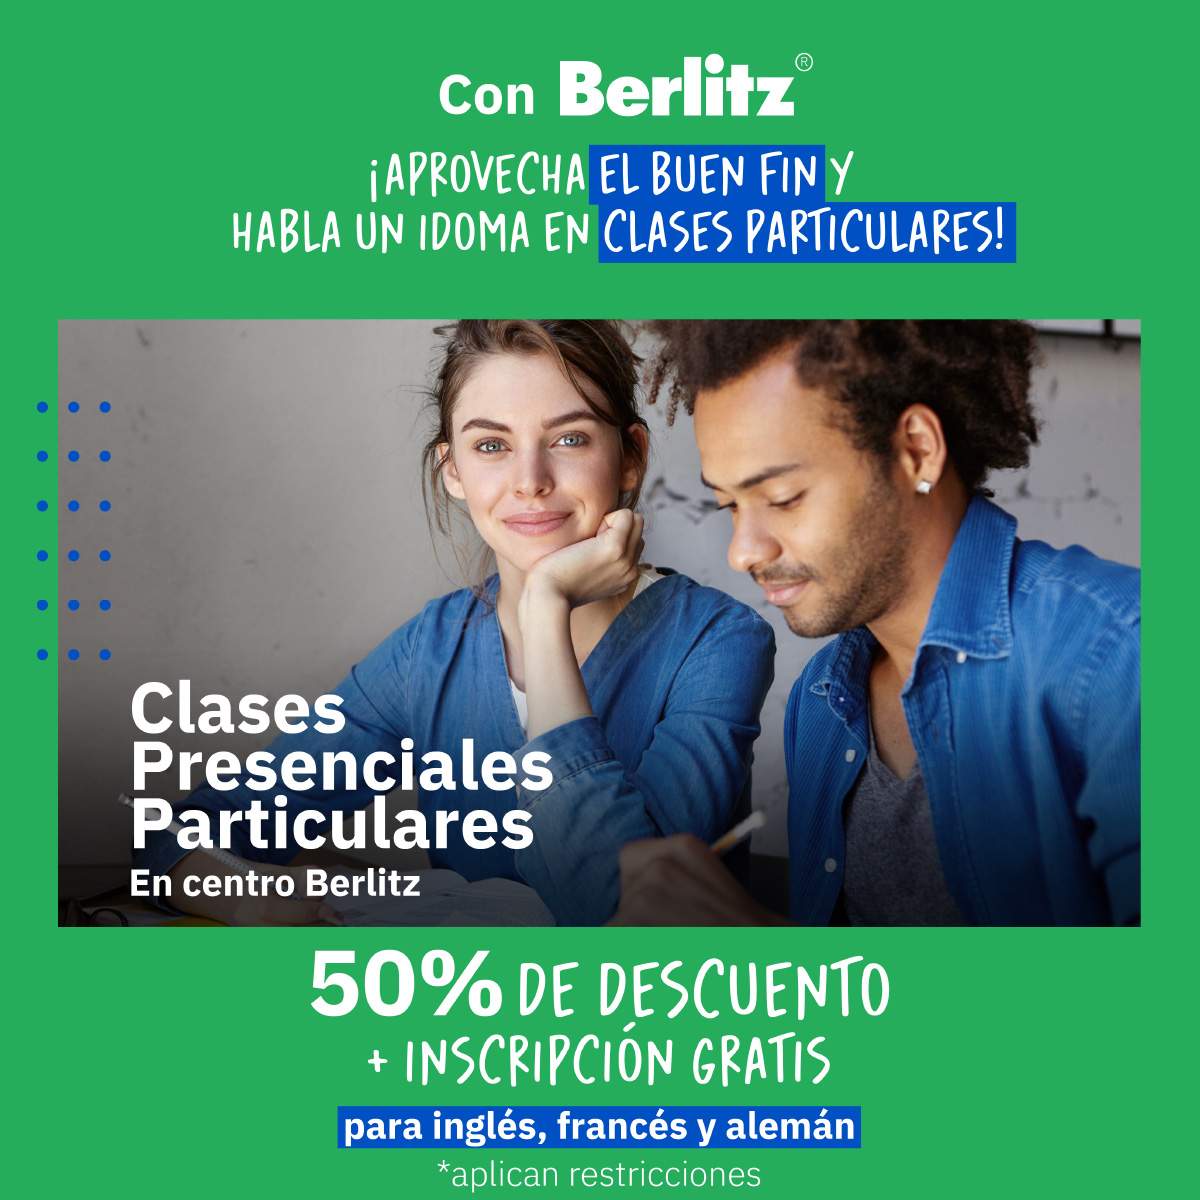 Con Berlitz®
¡APROVECHA EL BUEN FIN Y
HABLA UN IDOMA EN CLASES PARTICULARES!
Clases
Presenciales
Particulares
En centro Berlitz
50% DE DESCUENTO
+ INSCRIPCIÓN GRATIS
para inglés, francés y alemán
*aplican restricciones